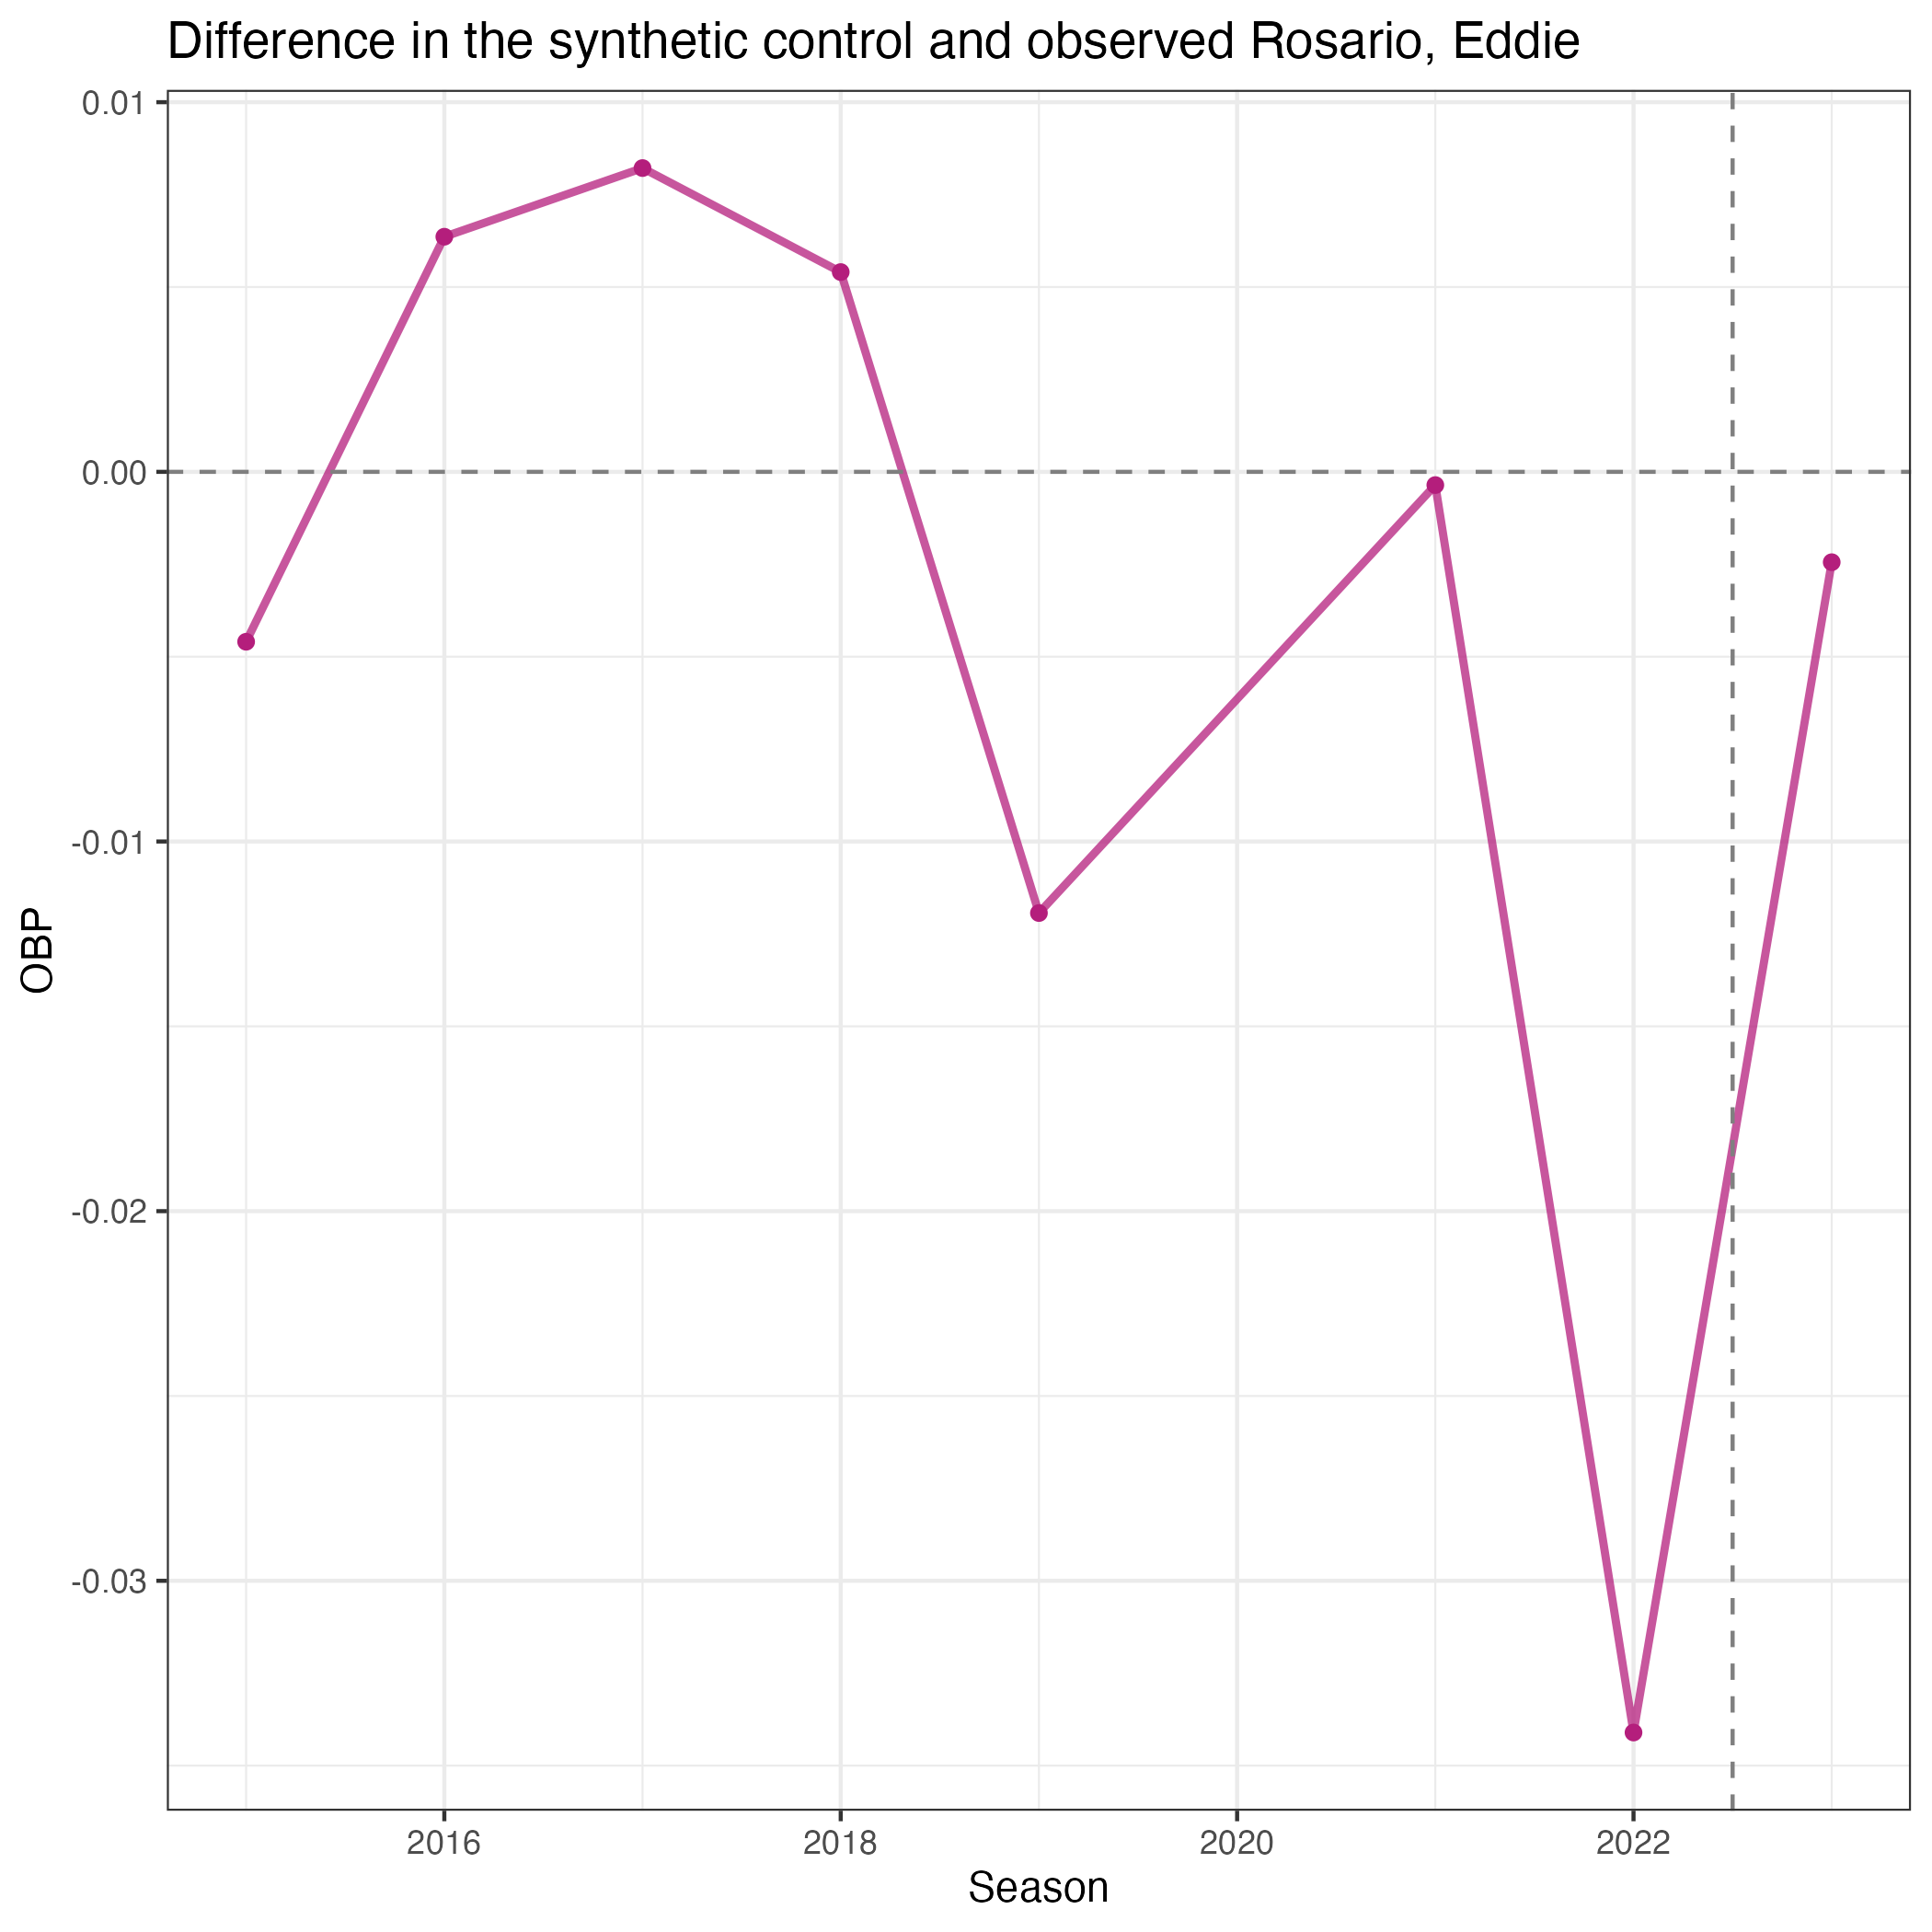 Difference in the synthetic control and observed Rosario, Eddie
0.01
0.00
-0.01
-0.02
-0.03
OBP
2016 2018 2020 2022
Season